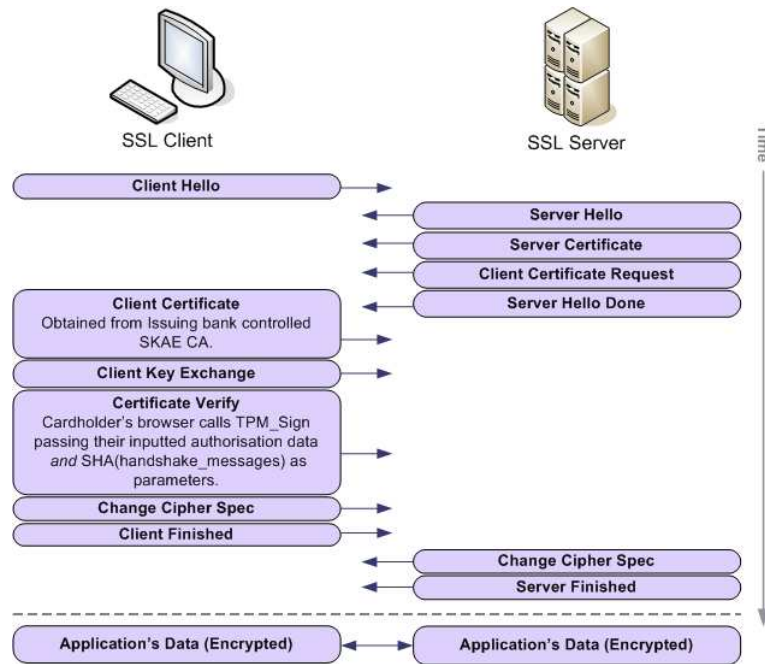 SSL Client
SSL Server
Time
Client Hello
Server Hello
Server Certificate
Client Certificate Request
Server Hello Done
Client Certificate
Obtained from Issuing bank controlled
SKAE CA.
Client Key Exchange
Certificate Verify
Cardholder's browser calls TPM_Sign
passing their inputted authorisation data
and SHA(handshake_messages) as
parameters.
Change Cipher Spec
Client Finished
Change Cipher Spec
Server Finished
Application's Data (Encrypted)
Application's Data (Encrypted)